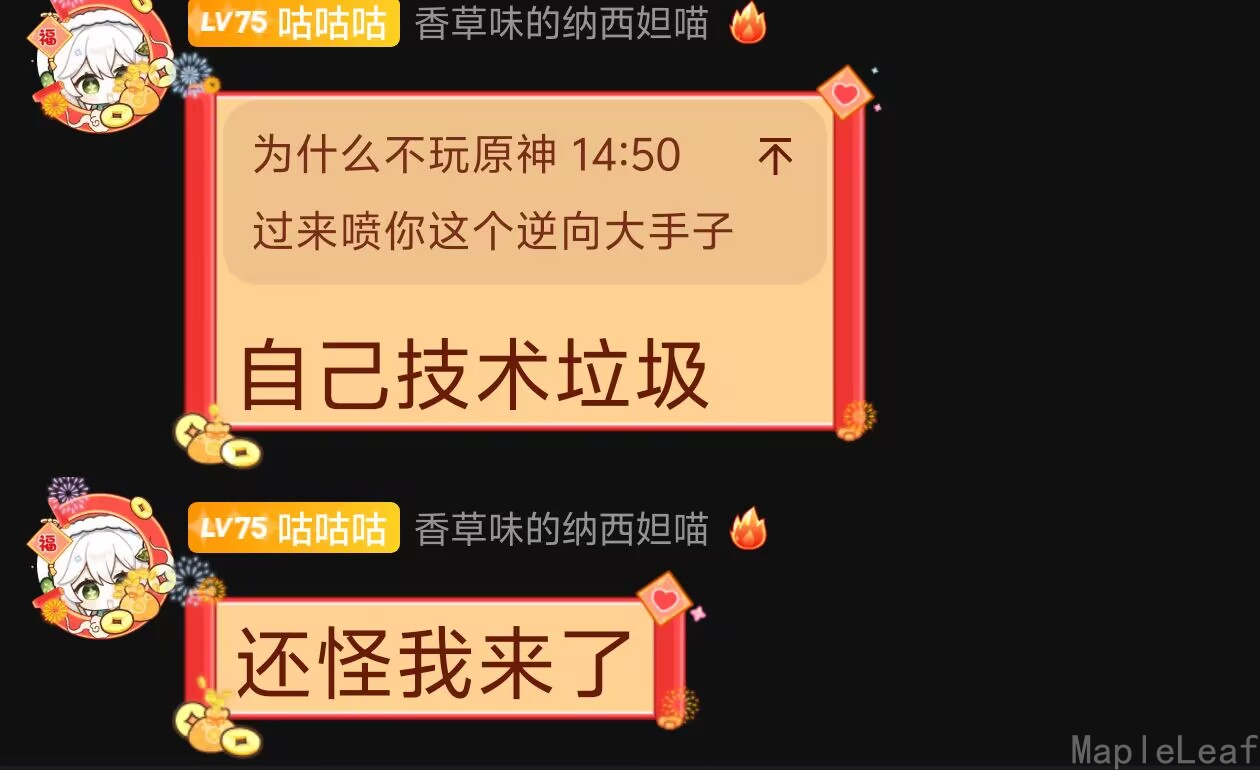 LV75 咕咕咕 香草味的纳西妲喵
为什么不玩原神 14:50
过来喷你这个逆向大手子
自己技术垃圾
福
LV75 咕咕咕 香草味的纳西妲喵
福
还怪我来了
MapleLeaf